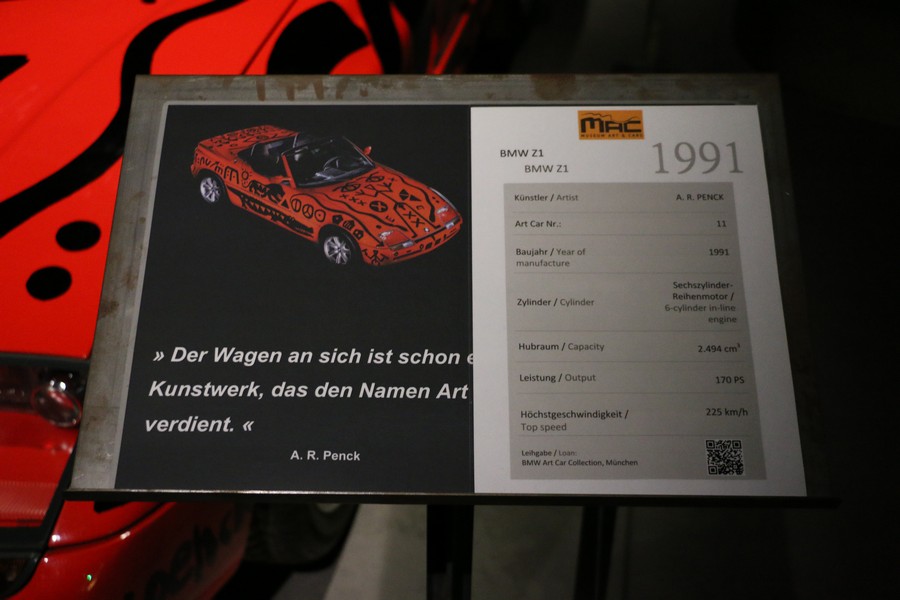 » Der Wagen an sich ist schon e
Kunstwerk, das den Namen Art
verdient. «
A. R. Penck
MAC
MUSEUM ART & CARS
1991
BMW Z1
BMW Z1
Künstler / Artist A. R. PENCK
Art Car Nr.: 11
Baujahr / Year of 1991
manufacture
Sechszylinder-
Reihenmotor /
Zylinder / Cylinder 6-cylinder in-line
engine
Hubraum / Capacity 2.494 cm³
Leistung / Output 170 PS
Höchstgeschwindigkeit / 225 km/h
Top speed
Leihgabe / Loan:
BMW Art Car Collection, München